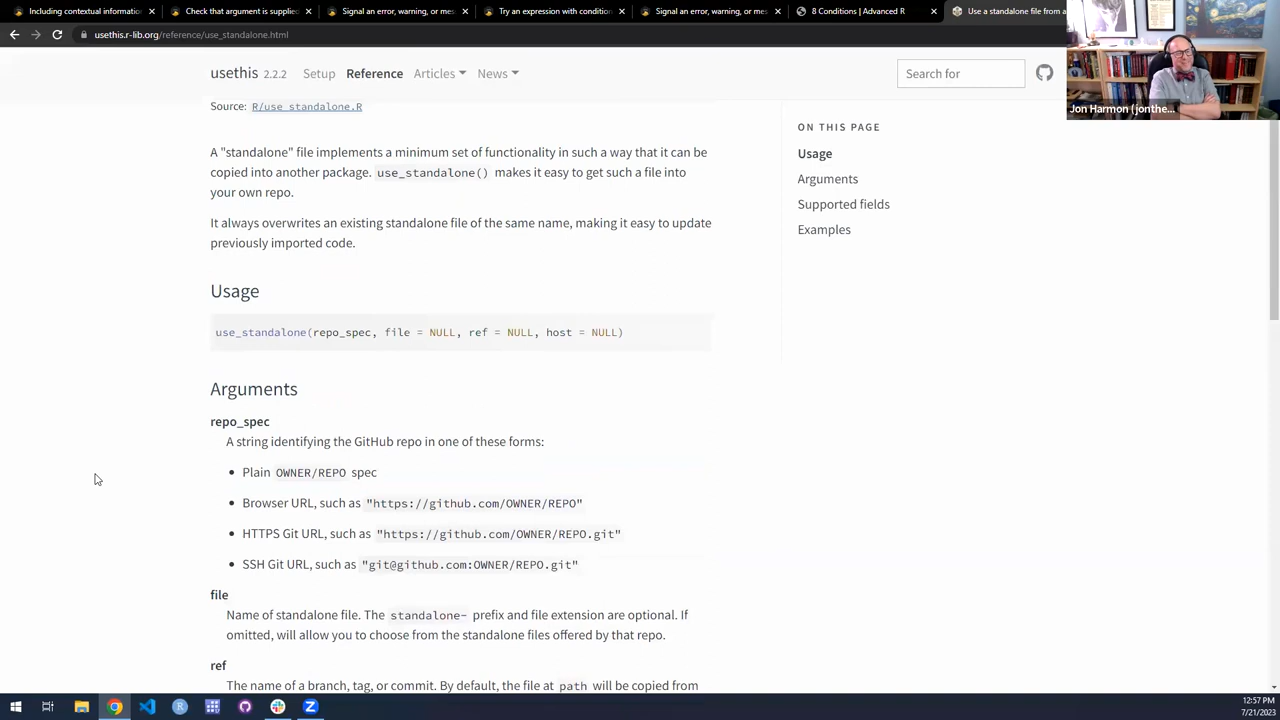 Including contextual information
Check that argument is supplied
Signal an error, warning, or mes
Try an expression with condition
Signal an error, warning, or mes
8 Conditions | Advanced R
Use a standalone file from a
usethis.r-lib.org/reference/use_standalone.html
usethis 2.2.2 Setup Reference Articles News
Search for
Jon Harmon (jonthe...
Source: R/use_standalone.R
A "standalone" file implements a minimum set of functionality in such a way that it can be
copied into another package. use_standalone() makes it easy to get such a file into
your own repo.
It always overwrites an existing standalone file of the same name, making it easy to update
previously imported code.
Usage
use_standalone(repo_spec, file = NULL, ref = NULL, host = NULL)
Arguments
repo_spec
A string identifying the GitHub repo in one of these forms:
• Plain OWNER/REPO spec
• Browser URL, such as "https://github.com/OWNER/REPO"
• HTTPS Git URL, such as "https://github.com/OWNER/REPO.git"
• SSH Git URL, such as "git@github.com:OWNER/REPO.git"
file
Name of standalone file. The standalone- prefix and file extension are optional. If
omitted, will allow you to choose from the standalone files offered by that repo.
ref
The name of a branch, tag, or commit. By default, the file at path will be copied from
ON THIS PAGE
Usage
Arguments
Supported fields
Examples
12:57 PM
7/21/2023